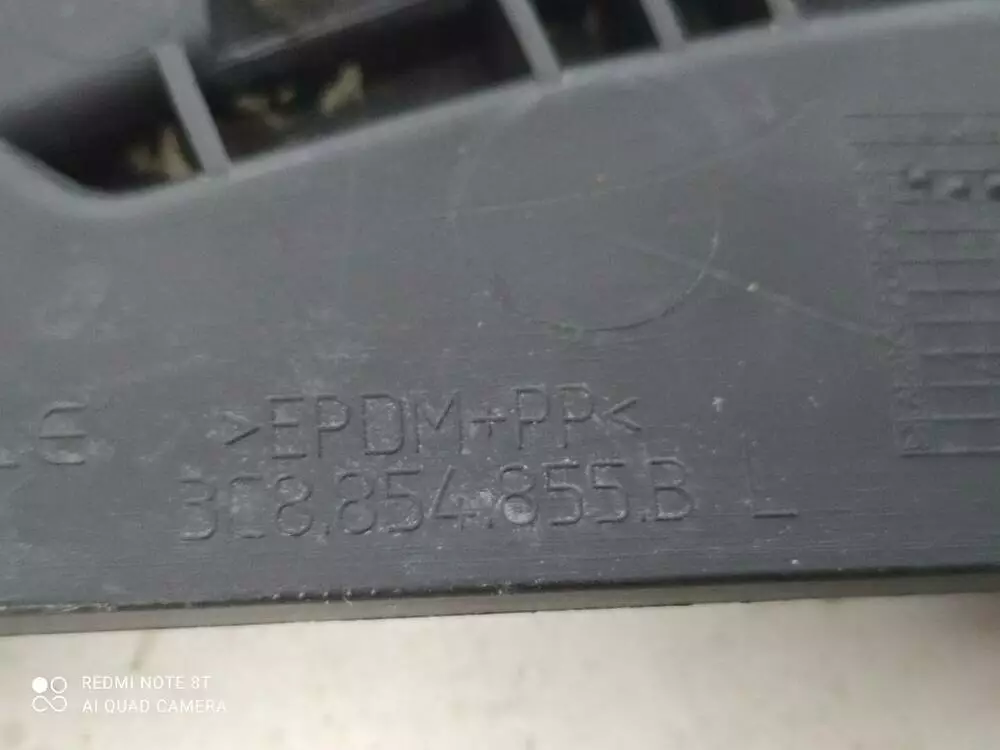 >EPDM+PP<
3C8.854.855.B L
REDMI NOTE 8T
AI QUAD CAMERA